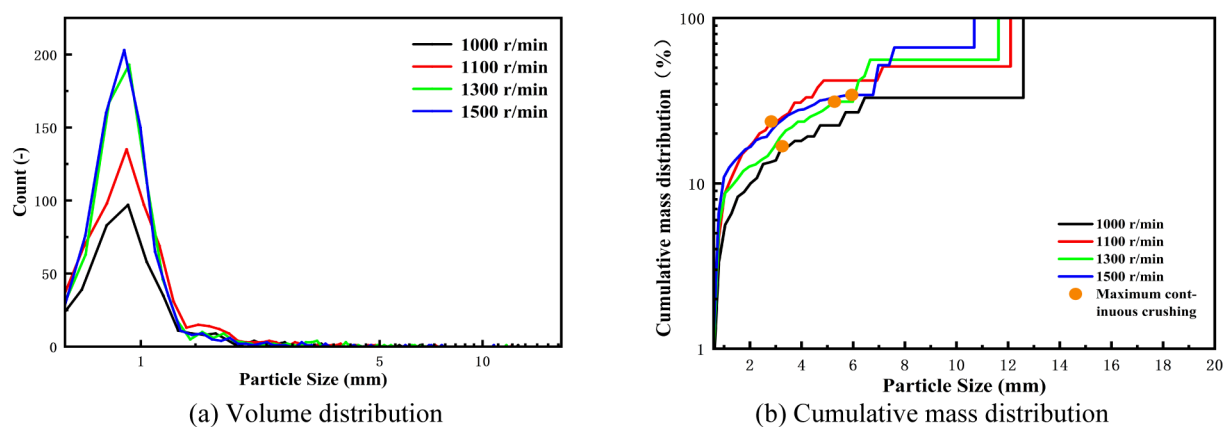 200
150
100
50
0
Count (-)
1000 r/min
1100 r/min
1300 r/min
1500 r/min
1
5
10
Particle Size (mm)
(a) Volume distribution
100
10
1
Cumulative mass distribution (%)
1000 r/min
1100 r/min
1300 r/min
1500 r/min
Maximum cont-
inuous crushing
2 4 6 8 10 12 14 16 18 20
Particle Size (mm)
(b) Cumulative mass distribution